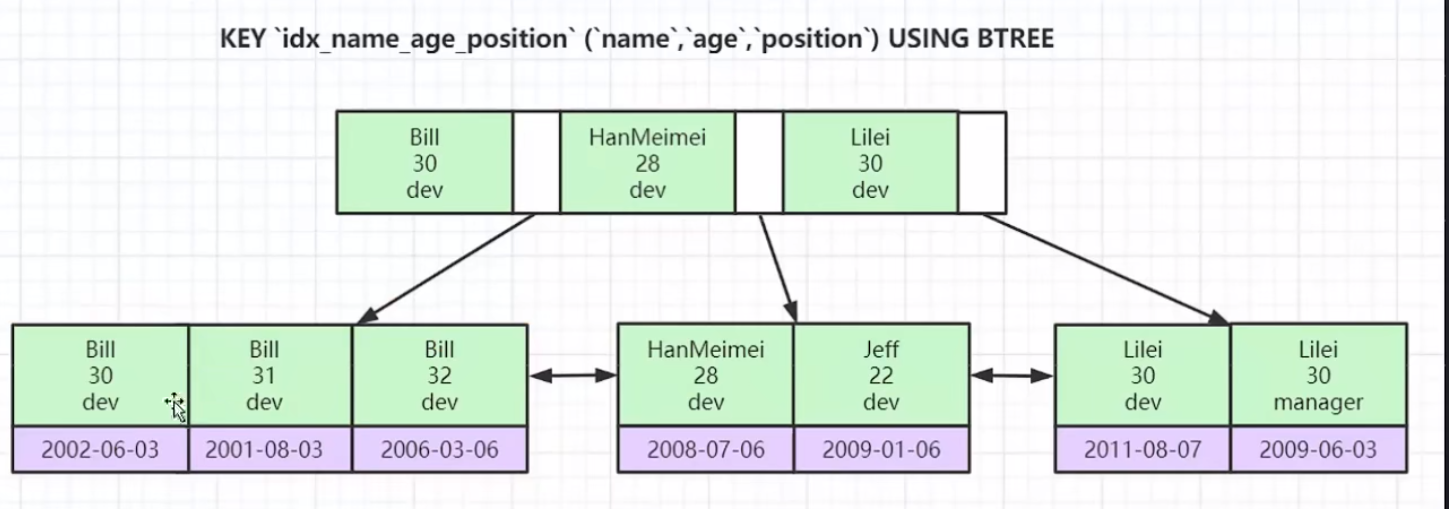 KEY `idx_name_age_position` (`name`,`age`,`position`) USING BTREE
Bill
30
dev
HanMeimei
28
dev
Lilei
30
dev
Bill
30
dev
2002-06-03
Bill
31
dev
2001-08-03
Bill
32
dev
2006-03-06
HanMeimei
28
dev
2008-07-06
Jeff
22
dev
2009-01-06
Lilei
30
dev
2011-08-07
Lilei
30
manager
2009-06-03